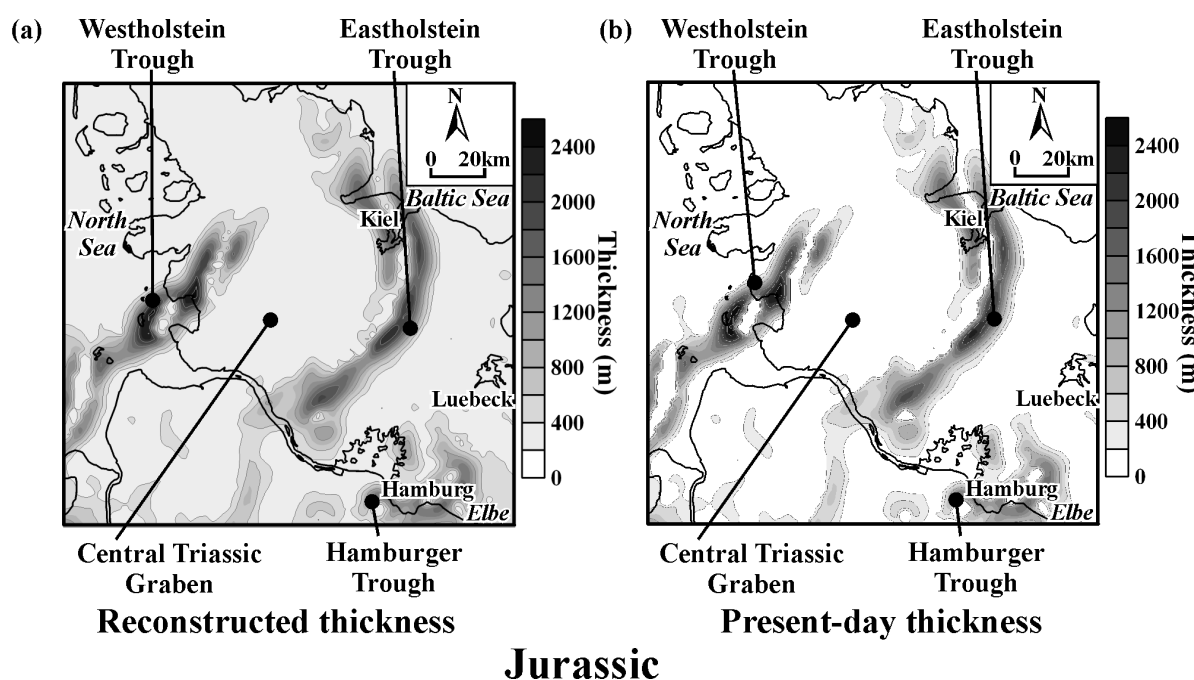 (a)
Westholstein
Trough
Eastholstein
Trough
N
0 20km
Baltic Sea
North
Sea
Kiel
Luebeck
Hamburg
Elbe
2400
2000
1600
1200
800
400
0
Thickness (m)
Central Triassic
Graben
Hamburger
Trough
Reconstructed thickness
(b)
Westholstein
Trough
Eastholstein
Trough
N
0 20km
Baltic Sea
North
Sea
Kiel
Luebeck
Hamburg
Elbe
2400
2000
1600
1200
800
400
0
Thickness (m)
Central Triassic
Graben
Hamburger
Trough
Present-day thickness
Jurassic